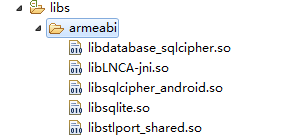 libs
armeabi
libdatabase_sqlcipher.so
libLNCA-jni.so
libsqlcipher_android.so
libsqlite.so
libstlport_shared.so